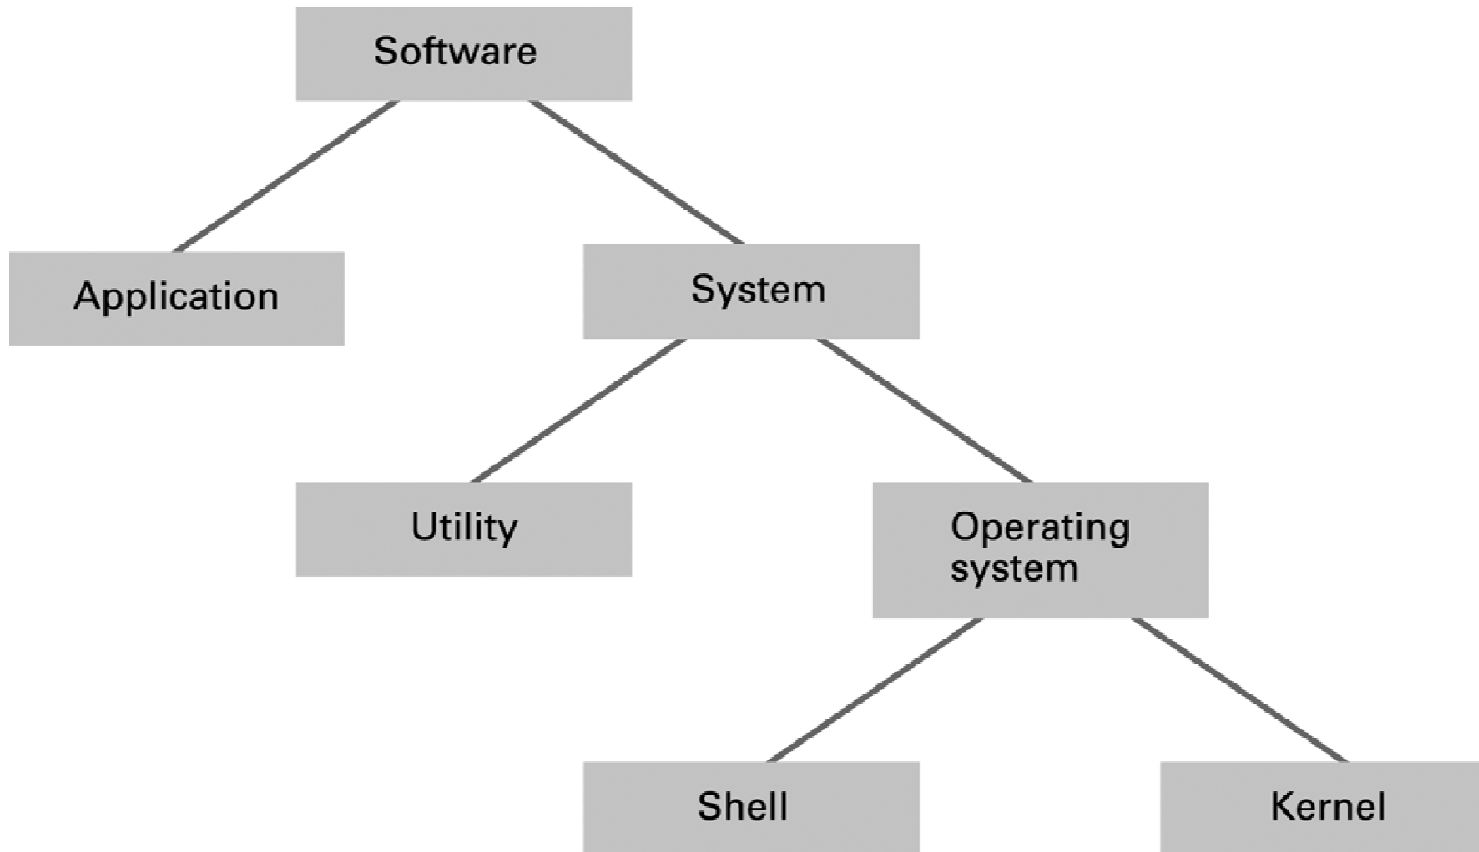 Software
Application
System
Utility
Operating
system
Shell
Kernel